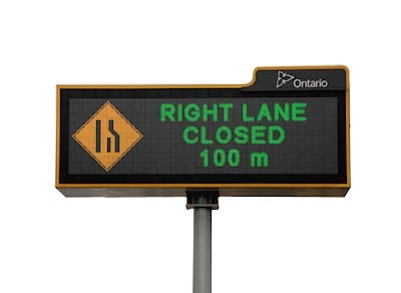 Ontario
RIGHT LANE
CLOSED
100 m